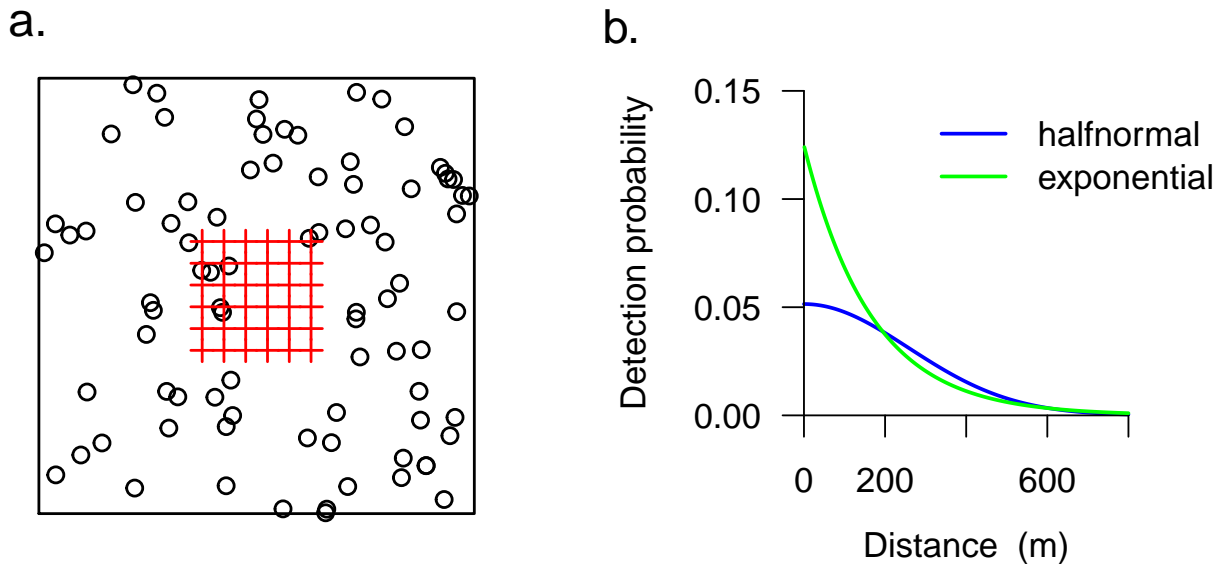 a.
b.
0.15
0.10
0.05
0.00
Detection probability
halfnormal
exponential
0 200 600
Distance (m)